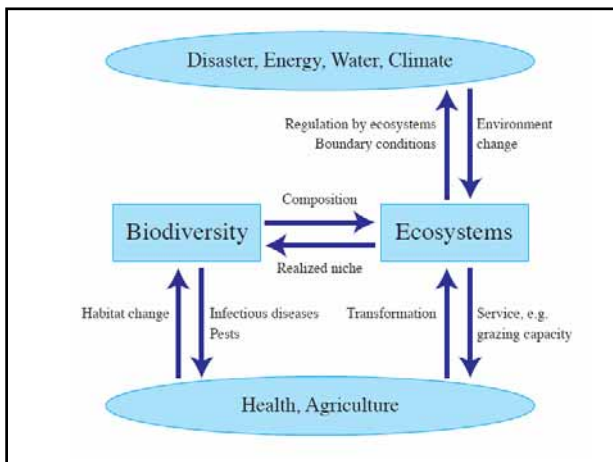 Disaster, Energy, Water, Climate
Regulation by ecosystems
Boundary conditions
Environment
change
Composition
Biodiversity
Ecosystems
Realized niche
Habitat change
Infectious diseases
Pests
Transformation
Service, e.g.
grazing capacity
Health, Agriculture